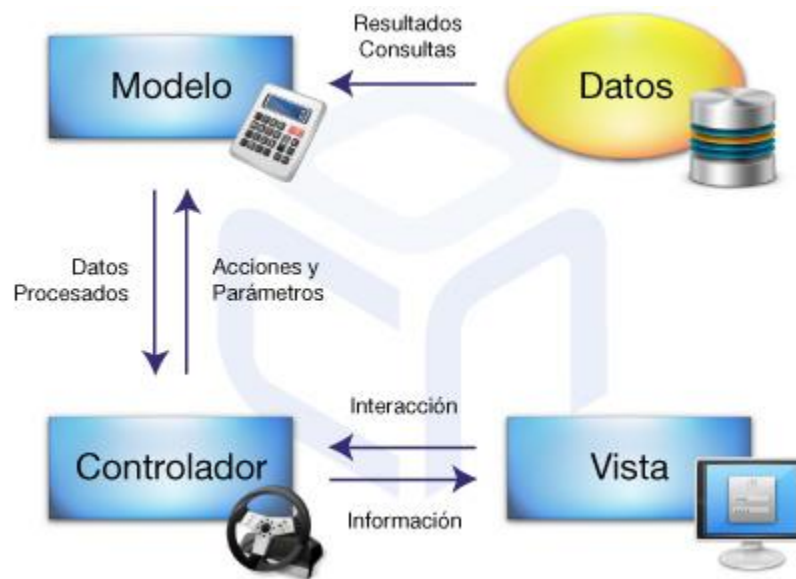 Resultados
Consultas
Modelo
Datos
Datos
Procesados
Acciones y
Parámetros
Interacción
Controlador
Vista
Información